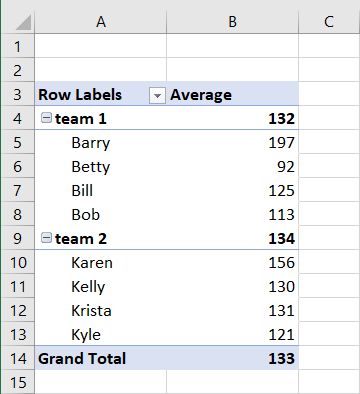 A B C
1
2
3 Row Labels Average
4 team 1 132
5 Barry 197
6 Betty 92
7 Bill 125
8 Bob 113
9 team 2 134
10 Karen 156
11 Kelly 130
12 Krista 131
13 Kyle 121
14 Grand Total 133
15